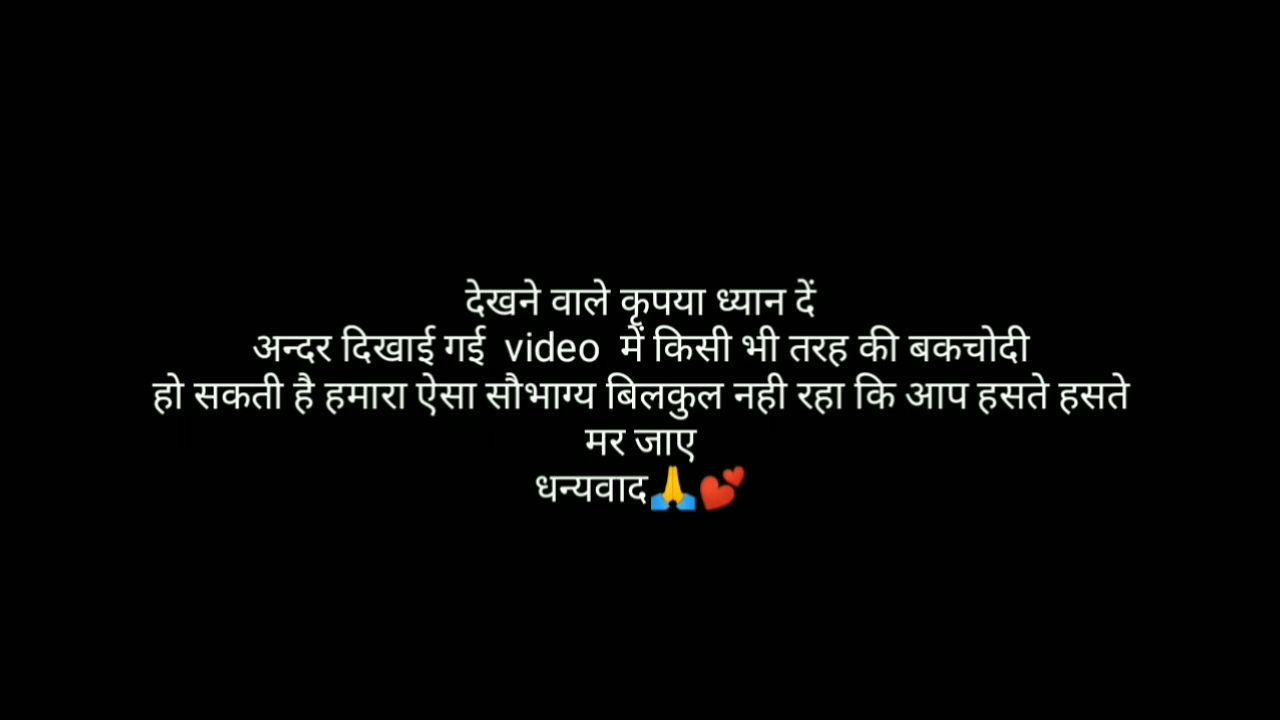 देखने वाले कृपया ध्यान दें
अन्दर दिखाई गई video में किसी भी तरह की बकचोदी
हो सकती है हमारा ऐसा सौभाग्य बिलकुल नही रहा कि आप हसते हसते
मर जाए
धन्यवाद🙏💕